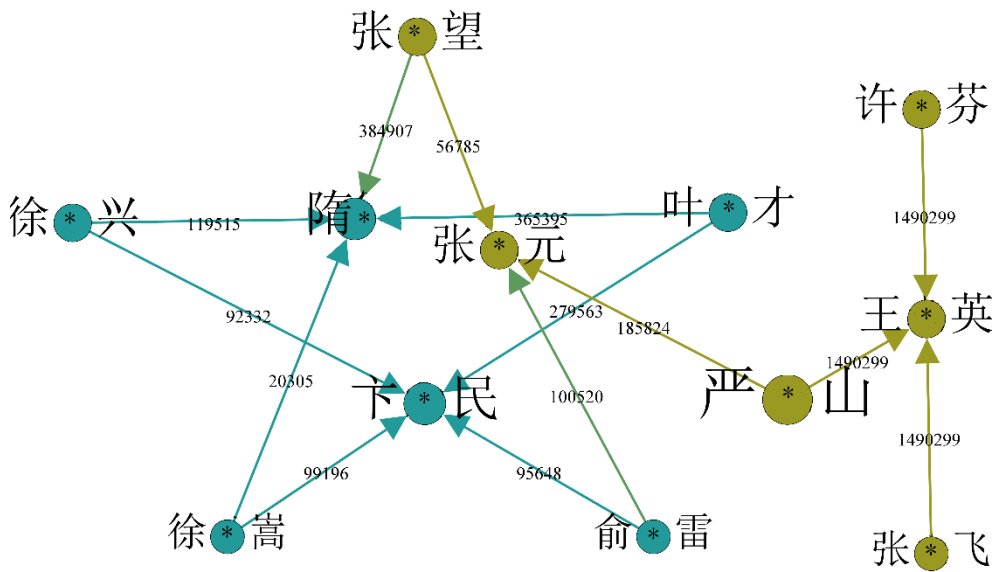 张*望
384907
56785
许*芬
徐*兴
119515
隋*
365395
叶*才
1490299
张*元
92332
279563
185824
王*英
20305
卞*民
100520
严*山
1490299
1490299
99196
95648
徐*嵩
俞*雷
张*飞